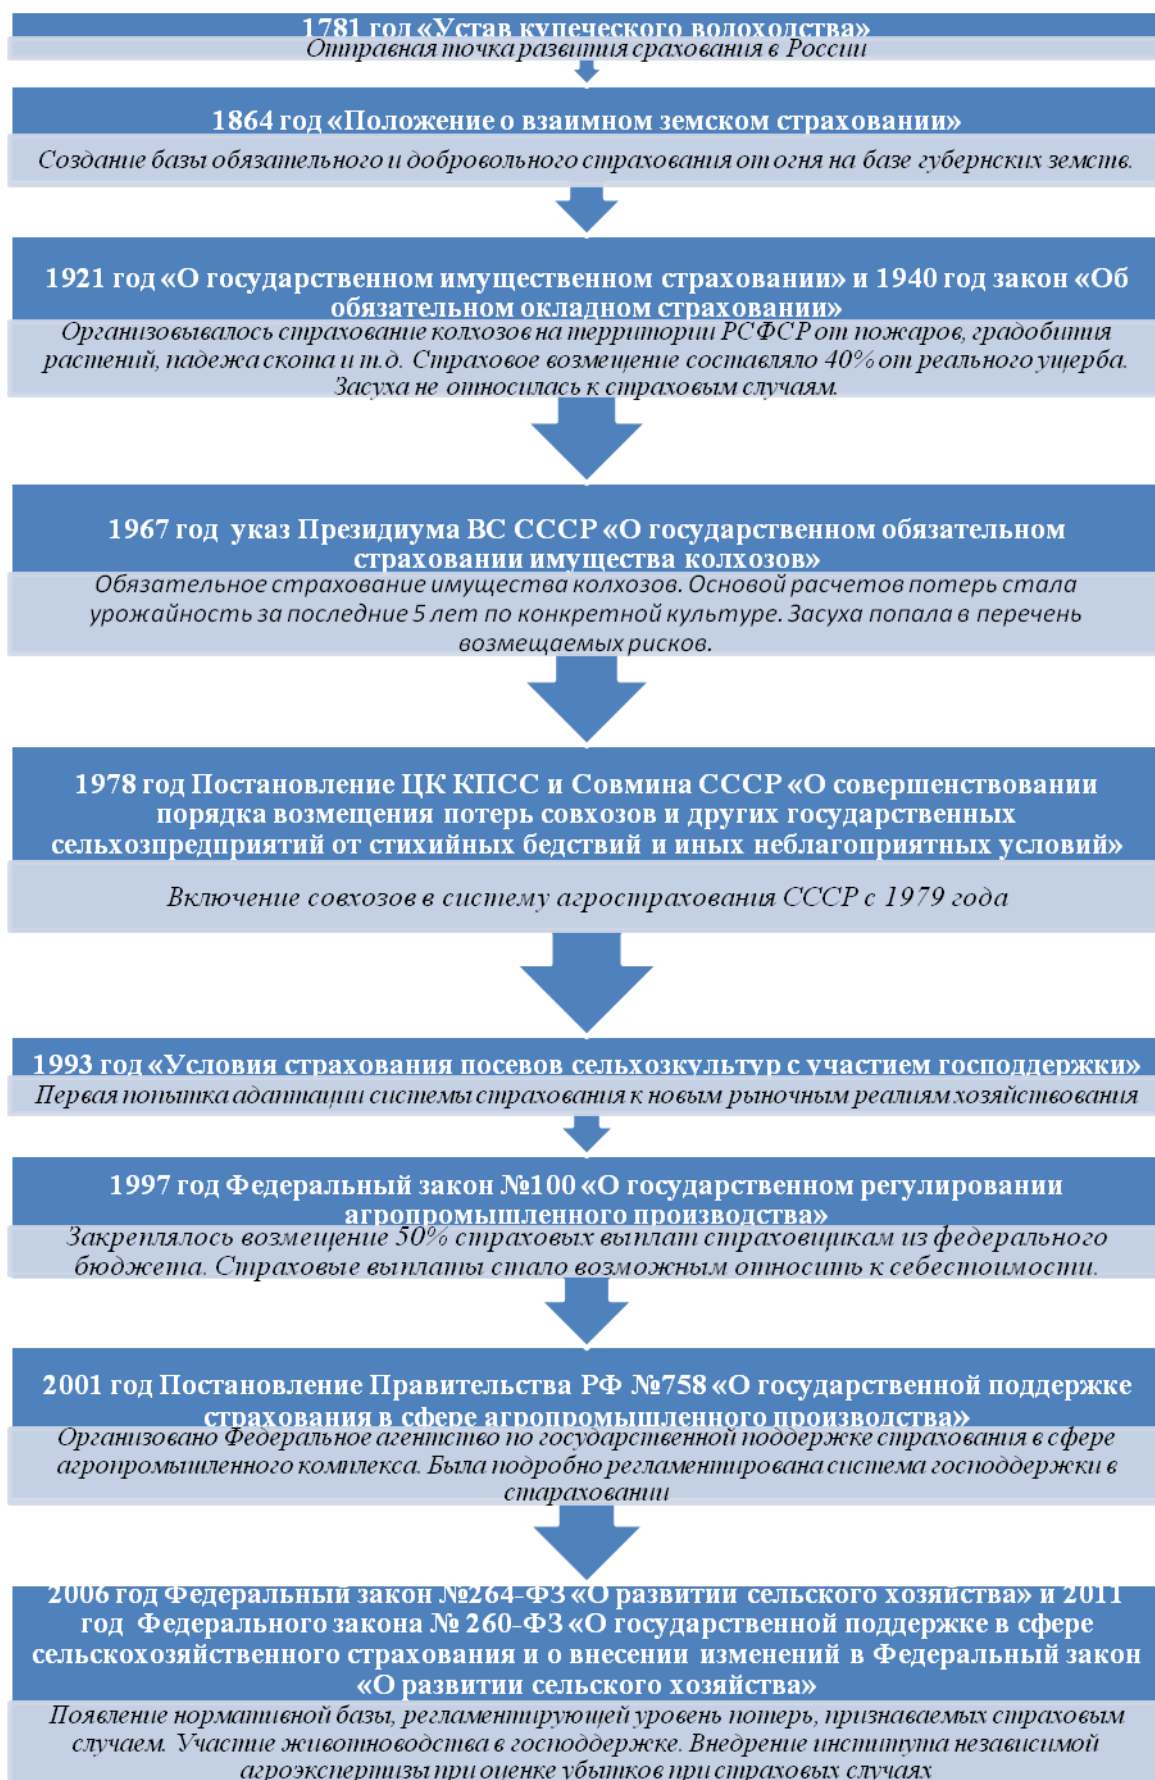 1781 год «Устав купеческого водоходства»
Отправная точка развития срахования в России
1864 год «Положение о взаимном земском страховании»
Создание базы обязательного и добровольного страхования от огня на базе губернских земств.
1921 год «О государственном имущественном страховании» и 1940 год закон «Об
обязательном окладном страховании»
Организовывалось страхование колхозов на территории РСФСР от пожаров, градобития
растений, падежа скота и т.д. Страховое возмещение составляло 40% от реального ущерба.
Засуха не относилась к страховым случаям.
1967 год указ Президиума ВС СССР «О государственном обязательном
страховании имущества колхозов»
Обязательное страхование имущества колхозов. Основой расчетов потерь стала
урожайность за последние 5 лет по конкретной культуре. Засуха попала в перечень
возмещаемых рисков.
1978 год Постановление ЦК КПСС и Совмина СССР «О совершенствовании
порядка возмещения потерь совхозов и других государственных
сельхозпредприятий от стихийных бедствий и иных неблагоприятных условий»
Включение совхозов в систему агрострахования СССР с 1979 года
1993 год «Условия страхования посевов сельхозкультур с участием господдержки»
Первая попытка адаптации системы страхования к новым рыночным реалиям хозяйствования
1997 год Федеральный закон №100 «О государственном регулировании
агропромышленного производства»
Закреплялось возмещение 50% страховых выплат страховщикам из федерального
бюджета. Страховые выплаты стало возможным относить к себестоимости.
2001 год Постановление Правительства РФ №758 «О государственной поддержке
страхования в сфере агропромышленного производства»
Организовано Федеральное агентство по государственной поддержке страхования в сфере
агропромышленного комплекса. Была подробно регламентирована система господдержки в
стараховании
2006 год Федеральный закон №264-ФЗ «О развитии сельского хозяйства» и 2011
год Федерального закона № 260-ФЗ «О государственной поддержке в сфере
сельскохозяйственного страхования и о внесении изменений в Федеральный закон
«О развитии сельского хозяйства»
Появление нормативной базы, регламентирующей уровень потерь, признаваемых страховым
случаем. Участие животноводства в господдержке. Внедрение института независимой
агроэкспертизы при оценке убытков при страховых случаях